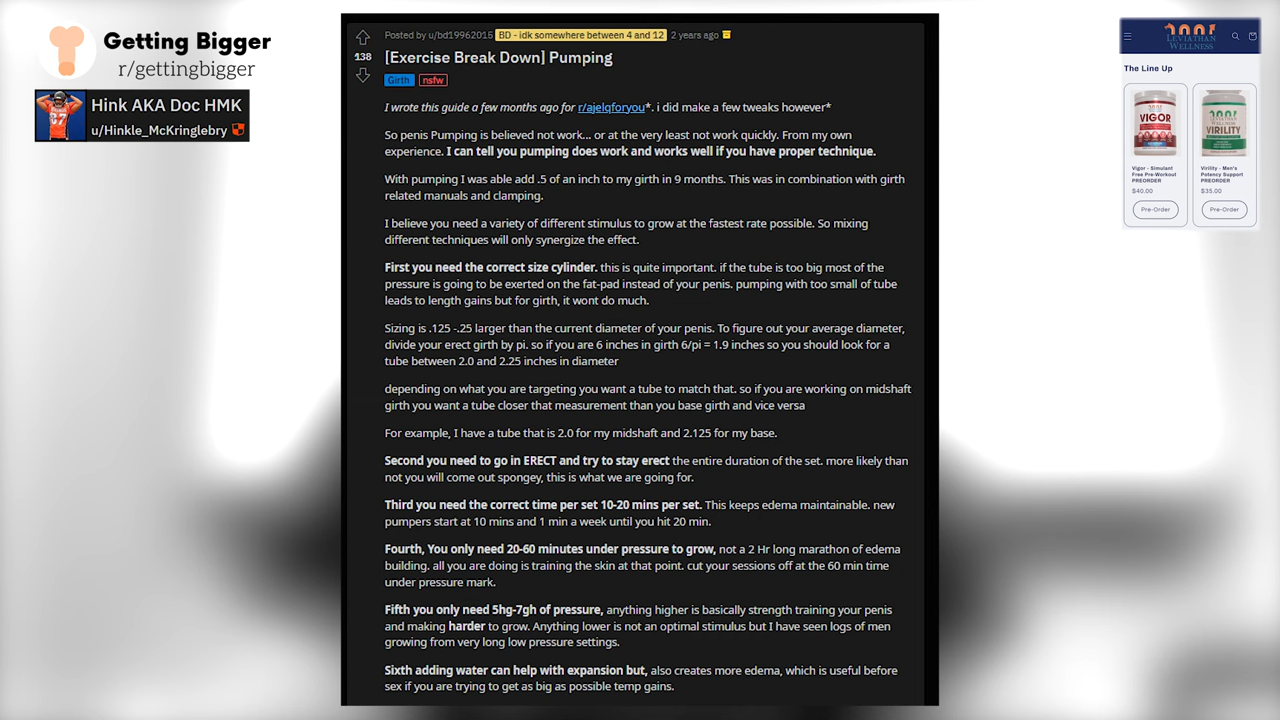 Getting Bigger
r/gettingbigger
Hink AKA Doc HMK
u/Hinkle_McKringlebry
Posted by u/bd19962015 BD - idk somewhere between 4 and 12 2 years ago
138
[Exercise Break Down] Pumping
Girth nsfw
I wrote this guide a few months ago for r/ajelqforyou*. i did make a few tweaks however*
So penis Pumping is believed not work... or at the very least not work quickly. From my own
experience. I can tell you pumping does work and works well if you have proper technique.
With pumping I was able to add .5 of an inch to my girth in 9 months. This was in combination with girth
related manuals and clamping.
I believe you need a variety of different stimulus to grow at the fastest rate possible. So mixing
different techniques will only synergize the effect.
First you need the correct size cylinder. this is quite important. if the tube is too big most of the
pressure is going to be exerted on the fat-pad instead of your penis. pumping with too small of tube
leads to length gains but for girth, it wont do much.
Sizing is .125 -.25 larger than the current diameter of your penis. To figure out your average diameter,
divide your erect girth by pi. so if you are 6 inches in girth 6/pi = 1.9 inches so you should look for a
tube between 2.0 and 2.25 inches in diameter
depending on what you are targeting you want a tube to match that. so if you are working on midshaft
girth you want a tube closer that measurement than you base girth and vice versa
For example, I have a tube that is 2.0 for my midshaft and 2.125 for my base.
Second you need to go in ERECT and try to stay erect the entire duration of the set. more likely than
not you will come out spongey, this is what we are going for.
Third you need the correct time per set 10-20 mins per set. This keeps edema maintainable. new
pumpers start at 10 mins and 1 min a week until you hit 20 min.
Fourth, You only need 20-60 minutes under pressure to grow, not a 2 Hr long marathon of edema
building. all you are doing is training the skin at that point. cut your sessions off at the 60 min time
under pressure mark.
Fifth you only need 5hg-7gh of pressure, anything higher is basically strength training your penis
and making harder to grow. Anything lower is not an optimal stimulus but I have seen logs of men
growing from very long low pressure settings.
Sixth adding water can help with expansion but, also creates more edema, which is useful before
sex if you are trying to get as big as possible temp gains.
LEVIATHAN
WELLNESS
The Line Up
VIGOR
VIRILITY
Vigor - Simulant
Free Pre-Workout
PREORDER
$40.00
Pre-Order
Virility - Men's
Potency Support
PREORDER
$35.00
Pre-Order